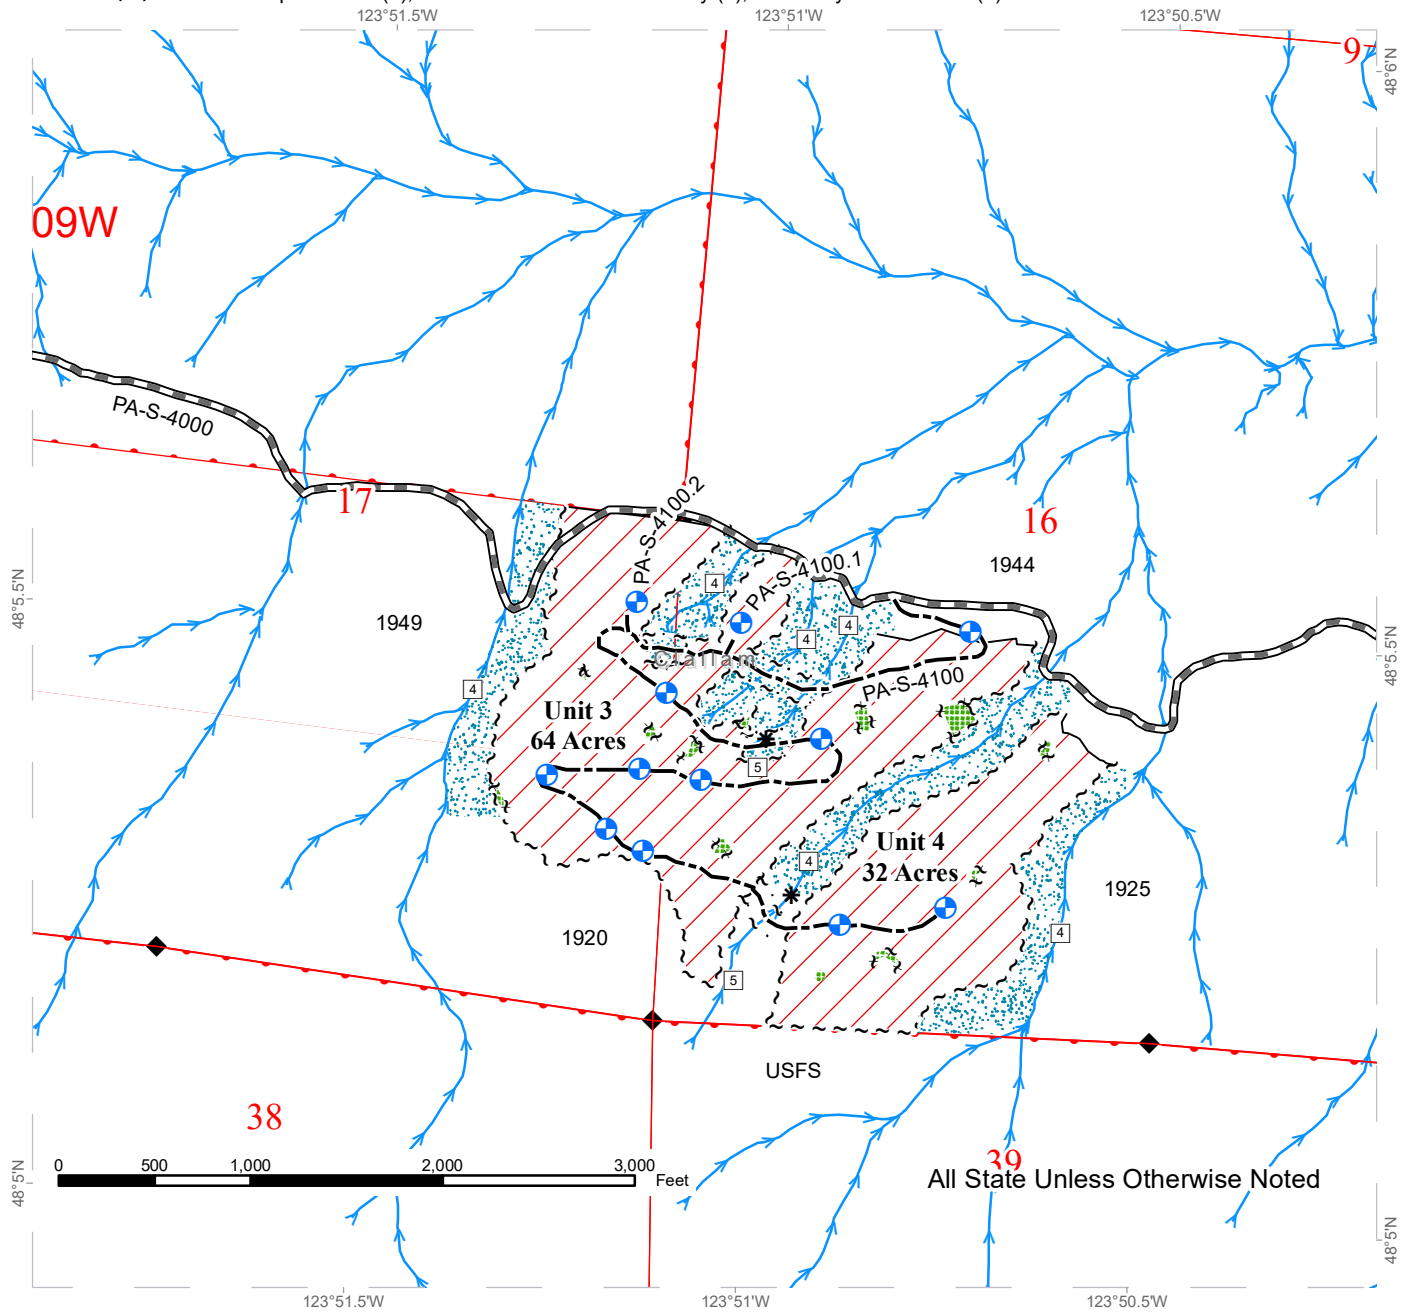 123°51.5'W
123°51'W
123°50.5'W
9
48°6'N
09W
PA-S-4000
17
PA-S-4100.2
16
1944
PA-S-4100.1
4
4
4
48°5.5'N
1949
48°5.5'N
Clallam
PA-S-4100
4
Unit 3
64 Acres
5
Unit 4
32 Acres
4
1925
1920
4
5
USFS
38
39
0 500 1,000 2,000 3,000
Feet
All State Unless Otherwise Noted
48°5'N
48°5'N
123°51.5'W
123°51'W
123°50.5'W